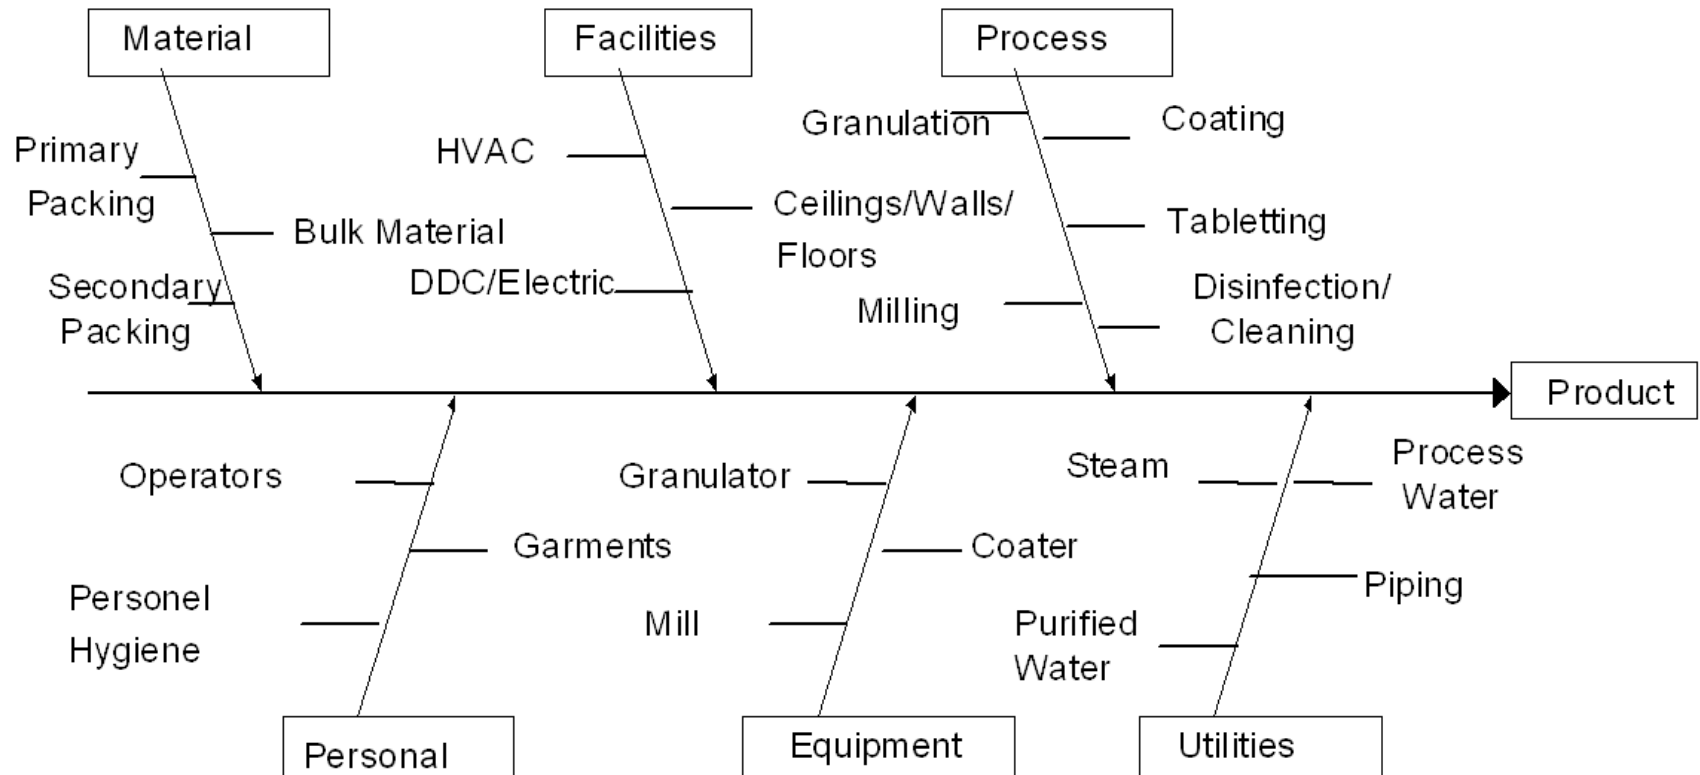 Material
Facilities
Process
Primary
Packing
Bulk Material
Secondary
Packing
HVAC
Ceilings/Walls/
Floors
DDC/Electric
Granulation
Coating
Tabletting
Milling
Disinfection/
Cleaning
Product
Operators
Garments
Personel
Hygiene
Granulator
Coater
Mill
Steam
Process
Water
Piping
Purified
Water
Personal
Equipment
Utilities